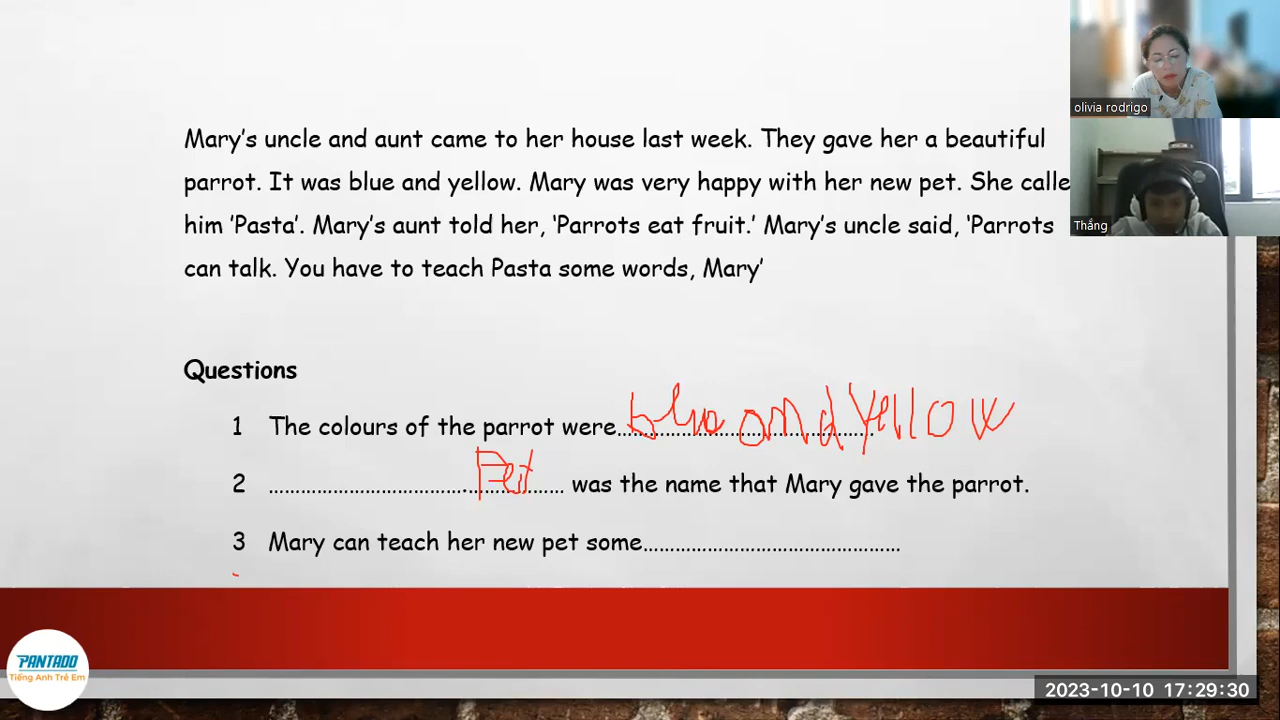 Mary's uncle and aunt came to her house last week. They gave her a beautiful
parrot. It was blue and yellow. Mary was very happy with her new pet. She calle
him 'Pasta'. Mary's aunt told her, 'Parrots eat fruit.' Mary's uncle said, 'Parrots
can talk. You have to teach Pasta some words, Mary'
Questions
1 The colours of the parrot were.................... blue and yellow
2 .................... Pet was the name that Mary gave the parrot.
3 Mary can teach her new pet some....................
olivia rodrigo
Thắng
PANTADO
Tiếng Anh Trẻ Em
2023-10-10 17:29:30